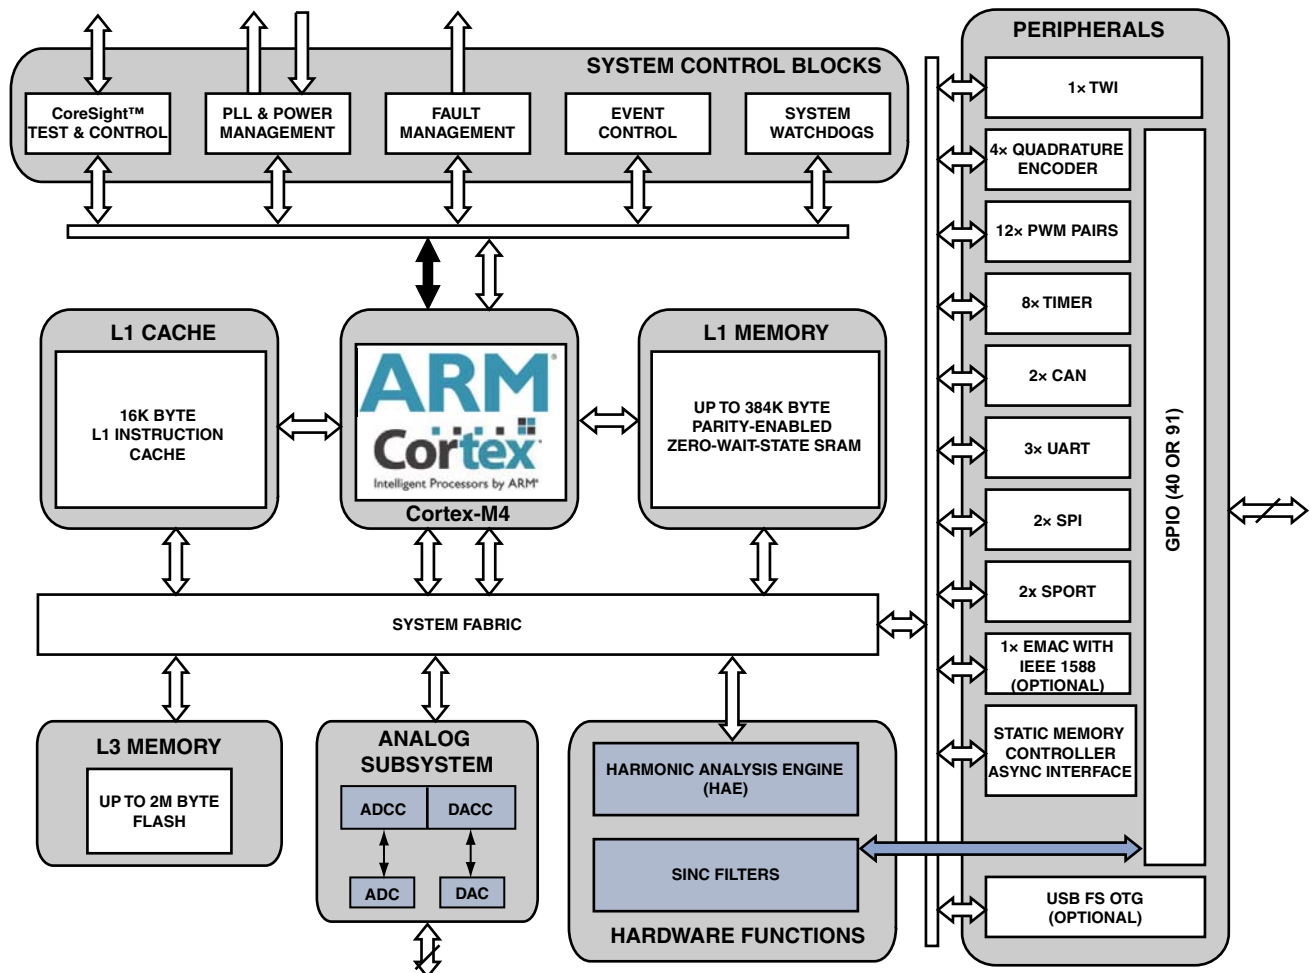 SYSTEM CONTROL BLOCKS
CoreSight™
TEST & CONTROL
PLL & POWER
MANAGEMENT
FAULT
MANAGEMENT
EVENT
CONTROL
SYSTEM
WATCHDOGS
L1 CACHE
16K BYTE
L1 INSTRUCTION
CACHE
ARM®
Cortex®
Intelligent Processors by ARM®
Cortex-M4
L1 MEMORY
UP TO 384K BYTE
PARITY-ENABLED
ZERO-WAIT-STATE SRAM
SYSTEM FABRIC
L3 MEMORY
UP TO 2M BYTE
FLASH
ANALOG
SUBSYSTEM
ADCC
DACC
ADC
DAC
HARMONIC ANALYSIS ENGINE
(HAE)
SINC FILTERS
HARDWARE FUNCTIONS
PERIPHERALS
1× TWI
4× QUADRATURE
ENCODER
12× PWM PAIRS
8× TIMER
2× CAN
3× UART
2× SPI
2x SPORT
1× EMAC WITH
IEEE 1588
(OPTIONAL)
STATIC MEMORY
CONTROLLER
ASYNC INTERFACE
USB FS OTG
(OPTIONAL)
GPIO (40 OR 91)